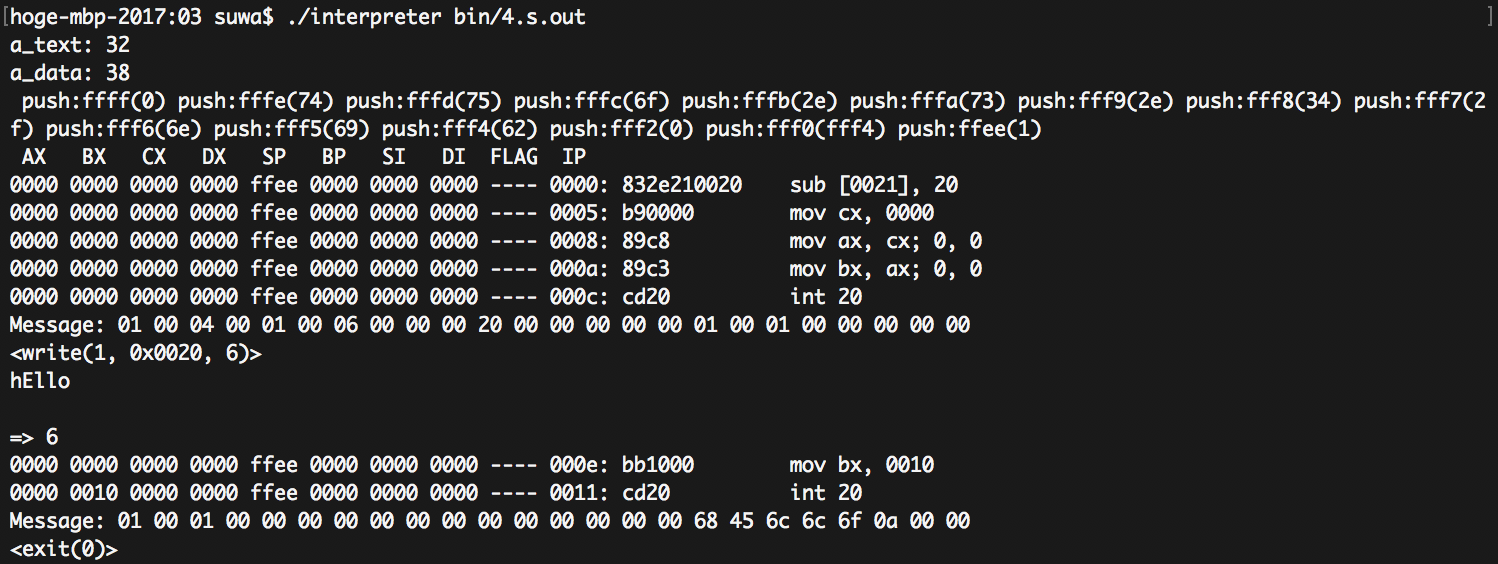 [hoge-mbp-2017:03 suwa$ ./interpreter bin/4.s.out ]
a_text: 32
a_data: 38
 push:ffff(0) push:fffe(74) push:fffd(75) push:fffc(6f) push:fffb(2e) push:fffa(73) push:fff9(2e) push:fff8(34) push:fff7(2
f) push:fff6(6e) push:fff5(69) push:fff4(62) push:fff2(0) push:fff0(fff4) push:ffee(1)
 AX   BX   CX   DX   SP   BP   SI   DI  FLAG  IP
0000 0000 0000 0000 ffee 0000 0000 0000 ---- 0000: 832e210020    sub [0021], 20
0000 0000 0000 0000 ffee 0000 0000 0000 ---- 0005: b90000        mov cx, 0000
0000 0000 0000 0000 ffee 0000 0000 0000 ---- 0008: 89c8          mov ax, cx; 0, 0
0000 0000 0000 0000 ffee 0000 0000 0000 ---- 000a: 89c3          mov bx, ax; 0, 0
0000 0000 0000 0000 ffee 0000 0000 0000 ---- 000c: cd20          int 20
Message: 01 00 04 00 01 00 06 00 00 00 20 00 00 00 00 00 01 00 01 00 00 00 00 00
<write(1, 0x0020, 6)>
hEllo
=> 6
0000 0000 0000 0000 ffee 0000 0000 0000 ---- 000e: bb1000        mov bx, 0010
0000 0010 0000 0000 ffee 0000 0000 0000 ---- 0011: cd20          int 20
Message: 01 00 01 00 00 00 00 00 00 00 00 00 00 00 00 00 68 45 6c 6c 6f 0a 00 00
<exit(0)>